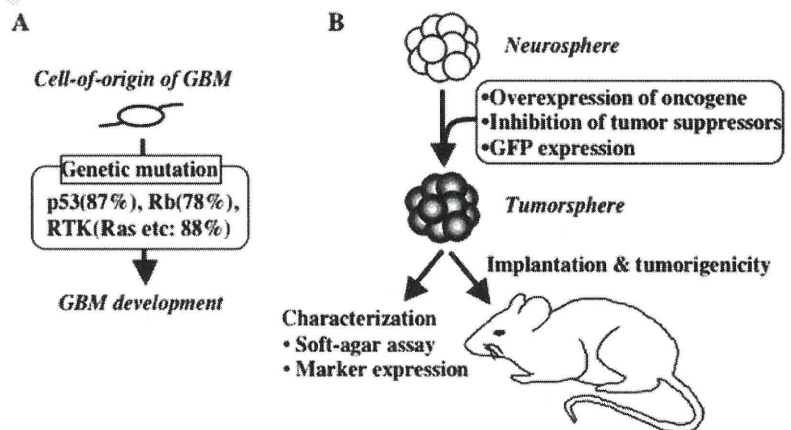 A
Cell-of-origin of GBM
Genetic mutation
p53(87%), Rb(78%),
RTK(Ras etc: 88%)
GBM development
B
Neurosphere
•Overexpression of oncogene
•Inhibition of tumor suppressors
•GFP expression
Tumorsphere
Implantation & tumorigenicity
Characterization
• Soft-agar assay
• Marker expression